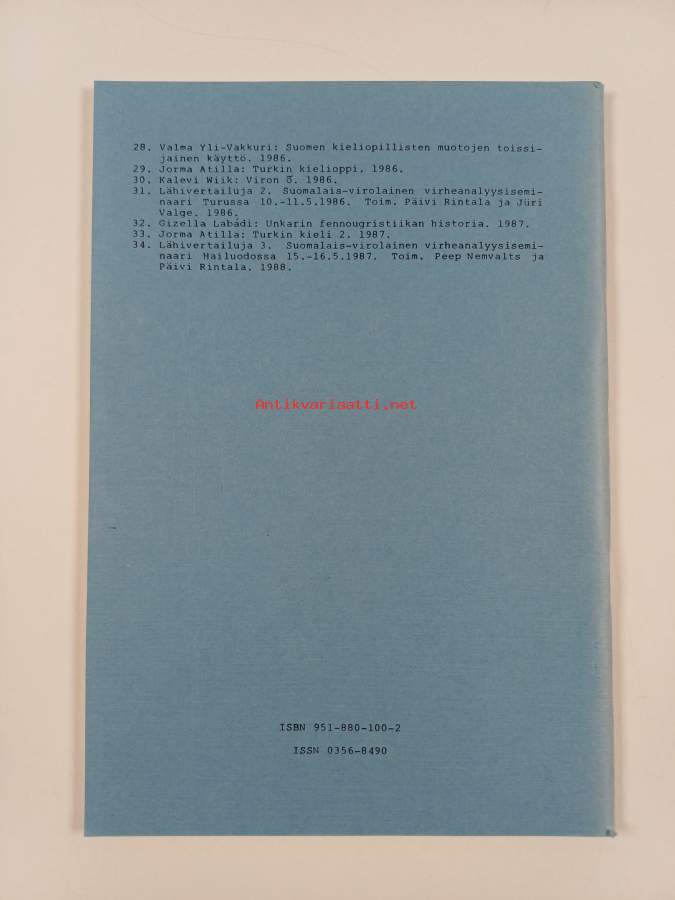 28. Valma Yli-Vakkuri: Suomen kieliopillisten muotojen toissi-
jainen käyttö. 1986.
29. Jorma Atilla: Turkin kielioppi. 1986.
30. Kalevi Wiik: Viron Õ. 1986.
31. Lähivertailuja 2. Suomalais-virolainen virheanalyysisemi-
naari Turussa 10.-11.5.1986. Toim. Päivi Rintala ja Jüri
Valge. 1986.
32. Gizella Labádi: Unkarin fennougristiikan historia. 1987.
33. Jorma Atilla: Turkin kieli 2. 1987.
34. Lähivertailuja 3. Suomalais-virolainen virheanalyysisemi-
naari Hailuodossa 15.-16.5.1987. Toim. Peep Nemvalts ja
Päivi Rintala. 1988.
Antikvariaatti.net
ISBN 951-880-100-2
ISSN 0356-8490